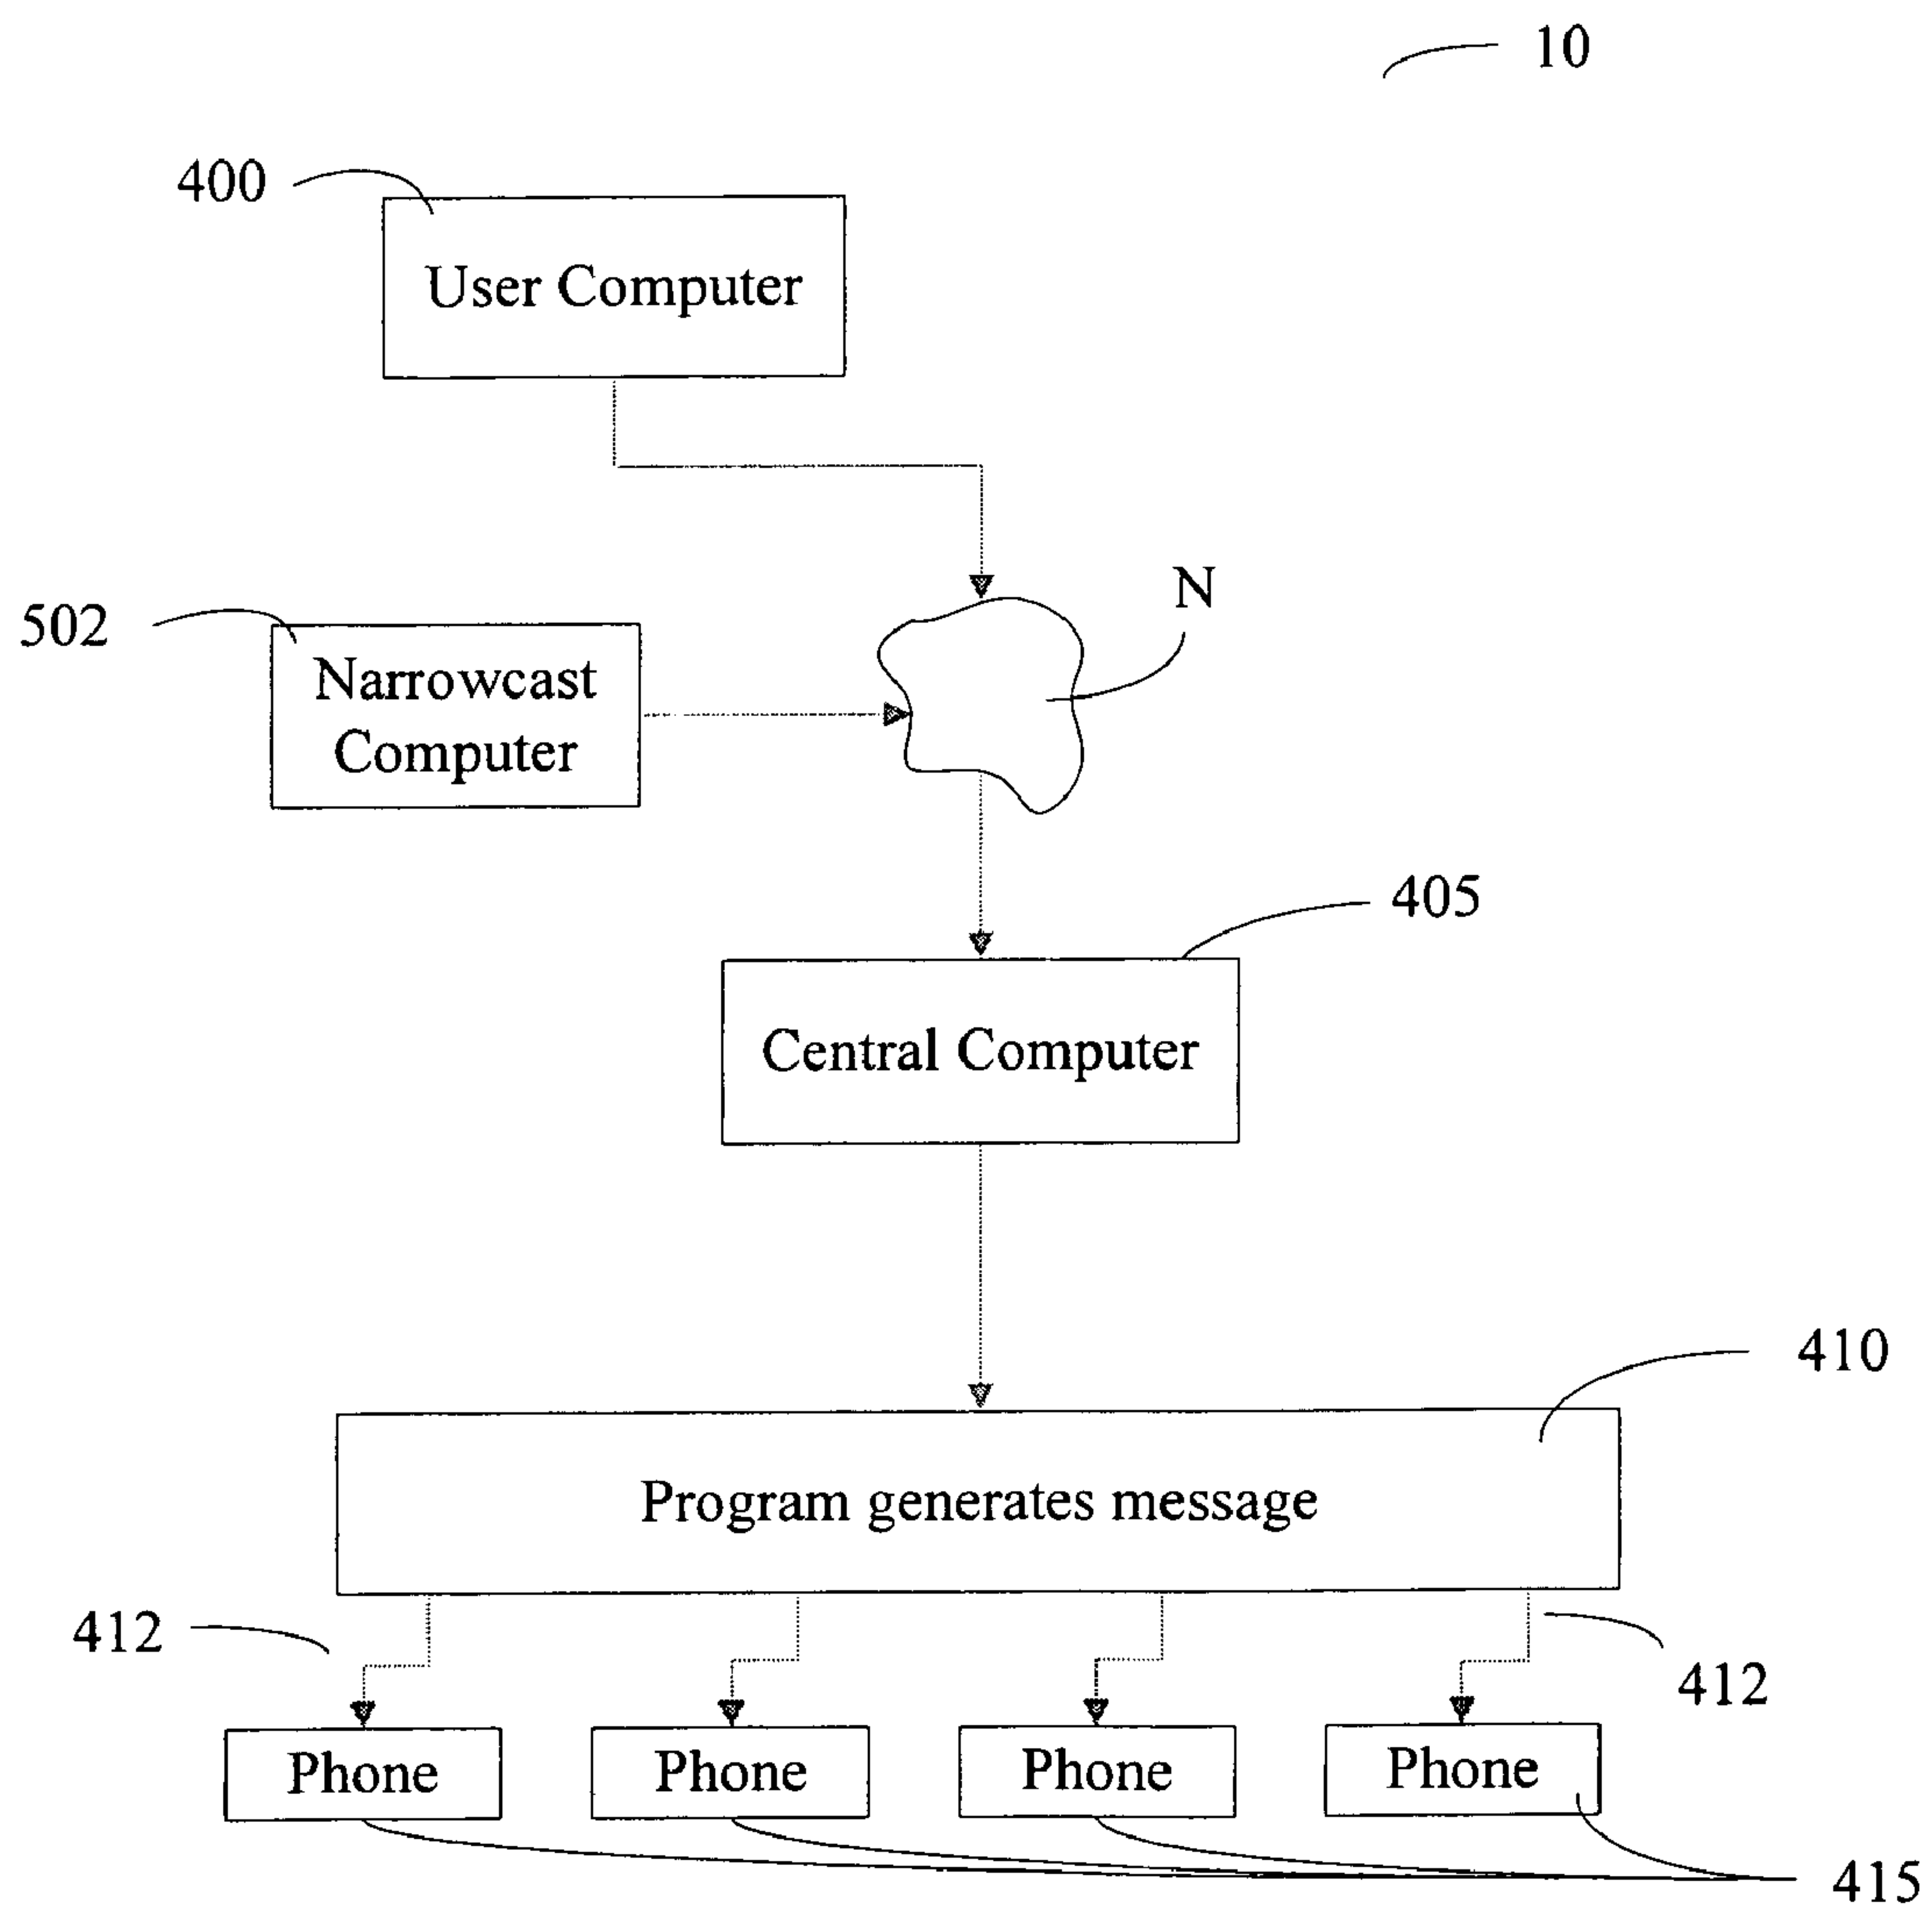 10
400
User Computer
N
502
Narrowcast
Computer
405
Central Computer
410
Program generates message
412
412
Phone
Phone
Phone
Phone
415